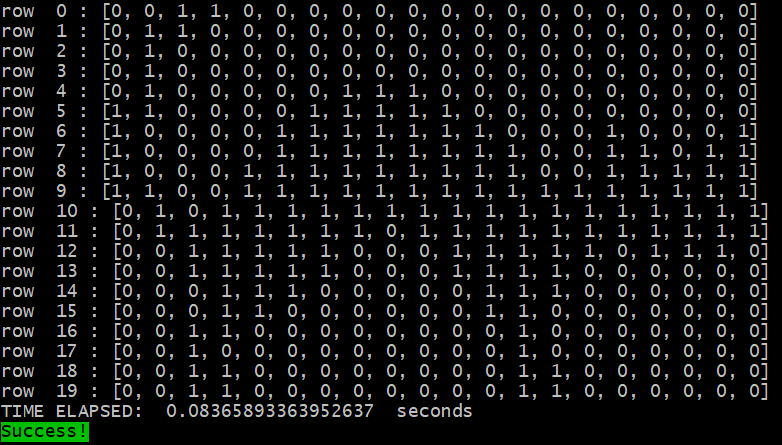 row  0 : [0, 0, 1, 1, 0, 0, 0, 0, 0, 0, 0, 0, 0, 0, 0, 0, 0, 0, 0, 0]
row  1 : [0, 1, 1, 0, 0, 0, 0, 0, 0, 0, 0, 0, 0, 0, 0, 0, 0, 0, 0, 0]
row  2 : [0, 1, 0, 0, 0, 0, 0, 0, 0, 0, 0, 0, 0, 0, 0, 0, 0, 0, 0, 0]
row  3 : [0, 1, 0, 0, 0, 0, 0, 0, 0, 0, 0, 0, 0, 0, 0, 0, 0, 0, 0, 0]
row  4 : [0, 1, 0, 0, 0, 0, 0, 1, 1, 1, 0, 0, 0, 0, 0, 0, 0, 0, 0, 0]
row  5 : [1, 1, 0, 0, 0, 0, 1, 1, 1, 1, 1, 0, 0, 0, 0, 0, 0, 0, 0, 0]
row  6 : [1, 0, 0, 0, 0, 1, 1, 1, 1, 1, 1, 1, 0, 0, 0, 1, 0, 0, 0, 1]
row  7 : [1, 0, 0, 0, 0, 1, 1, 1, 1, 1, 1, 1, 1, 0, 0, 1, 1, 0, 1, 1]
row  8 : [1, 0, 0, 0, 1, 1, 1, 1, 1, 1, 1, 1, 1, 0, 0, 1, 1, 1, 1, 1]
row  9 : [1, 1, 0, 0, 1, 1, 1, 1, 1, 1, 1, 1, 1, 1, 1, 1, 1, 1, 1, 1]
row  10 : [0, 1, 0, 1, 1, 1, 1, 1, 1, 1, 1, 1, 1, 1, 1, 1, 1, 1, 1, 1]
row  11 : [0, 1, 1, 1, 1, 1, 1, 1, 0, 1, 1, 1, 1, 1, 1, 1, 1, 1, 1, 1]
row  12 : [0, 0, 1, 1, 1, 1, 0, 0, 0, 0, 1, 1, 1, 1, 1, 0, 1, 1, 1, 0]
row  13 : [0, 0, 1, 1, 1, 1, 0, 0, 0, 0, 1, 1, 1, 1, 0, 0, 0, 0, 0, 0]
row  14 : [0, 0, 0, 1, 1, 1, 0, 0, 0, 0, 0, 1, 1, 1, 0, 0, 0, 0, 0, 0]
row  15 : [0, 0, 0, 1, 1, 0, 0, 0, 0, 0, 0, 1, 1, 0, 0, 0, 0, 0, 0, 0]
row  16 : [0, 0, 1, 1, 0, 0, 0, 0, 0, 0, 0, 0, 1, 0, 0, 0, 0, 0, 0, 0]
row  17 : [0, 0, 1, 0, 0, 0, 0, 0, 0, 0, 0, 0, 1, 0, 0, 0, 0, 0, 0, 0]
row  18 : [0, 0, 1, 1, 0, 0, 0, 0, 0, 0, 0, 1, 1, 0, 0, 0, 0, 0, 0, 0]
row  19 : [0, 0, 1, 1, 0, 0, 0, 0, 0, 0, 0, 1, 1, 0, 0, 0, 0, 0, 0, 0]
TIME ELAPSED:  0.08365893363952637  seconds
Success!